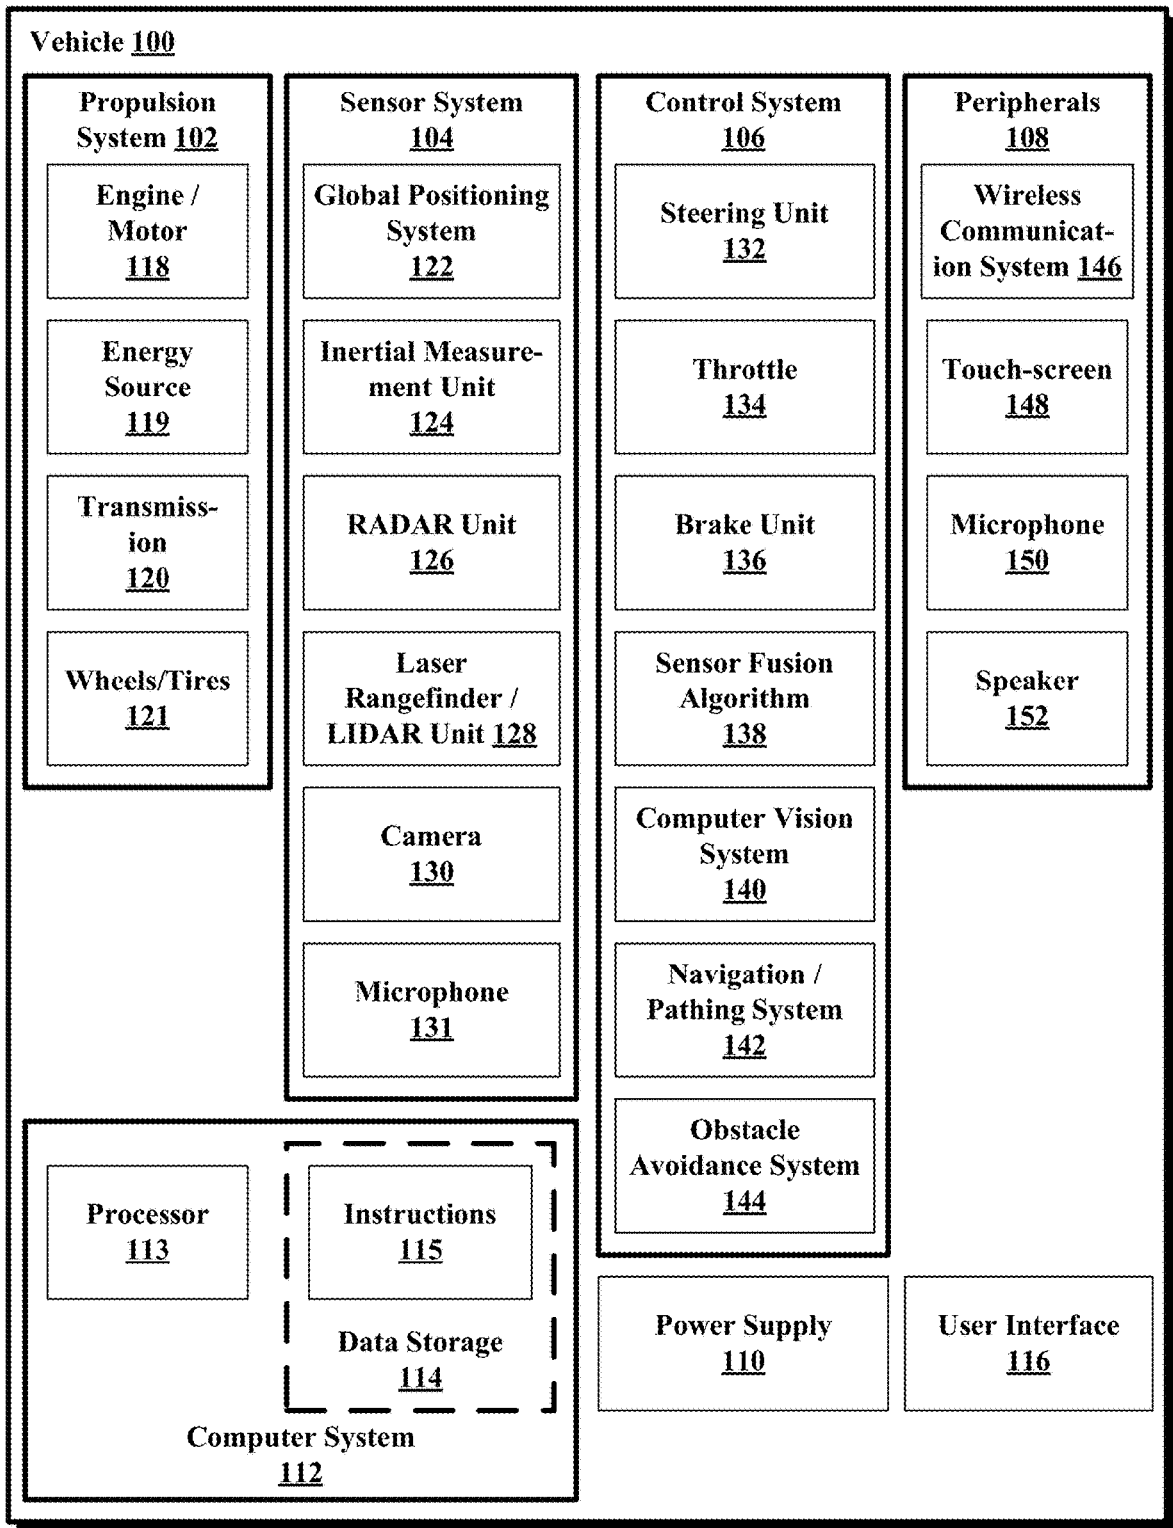 Vehicle 100
Propulsion
System 102
Engine /
Motor
118
Energy
Source
119
Transmiss-
ion
120
Wheels/Tires
121
Sensor System
104
Global Positioning
System
122
Inertial Measure-
ment Unit
124
RADAR Unit
126
Laser
Rangefinder /
LIDAR Unit 128
Camera
130
Microphone
131
Control System
106
Steering Unit
132
Throttle
134
Brake Unit
136
Sensor Fusion
Algorithm
138
Computer Vision
System
140
Navigation /
Pathing System
142
Obstacle
Avoidance System
144
Peripherals
108
Wireless
Communicat-
ion System 146
Touch-screen
148
Microphone
150
Speaker
152
Processor
113
Instructions
115
Data Storage
114
Computer System
112
Power Supply
110
User Interface
116